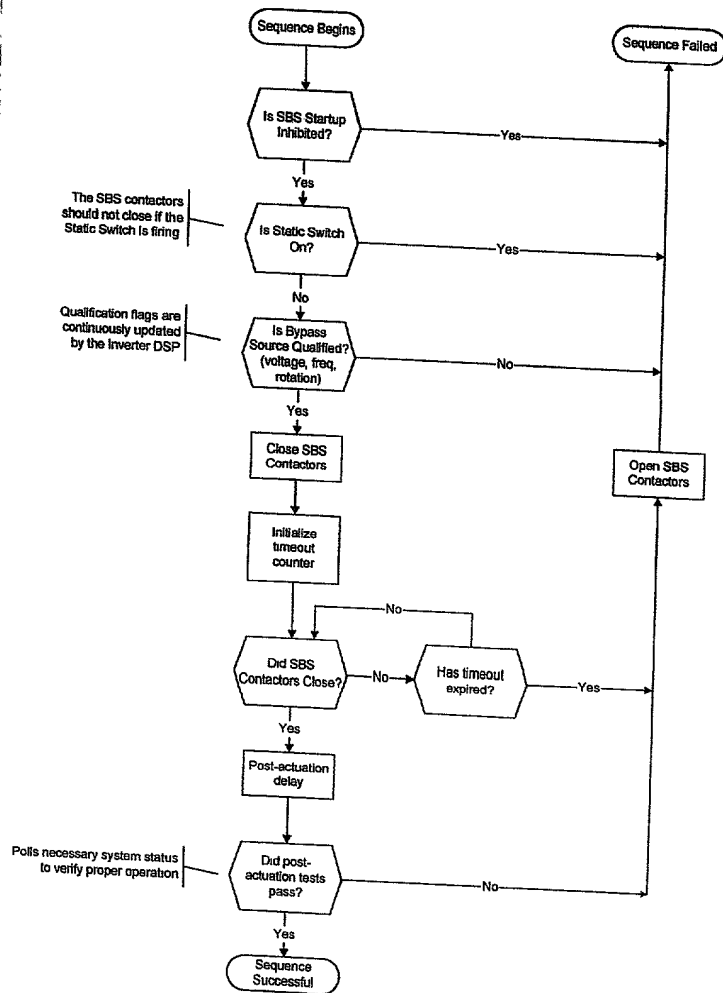 Sequence Begins
Sequence Failed
Is SBS Startup
Inhibited?
Yes
Yes
The SBS contactors
should not close if the
Static Switch is firing
Is Static Switch
On?
Yes
No
Qualification flags are
continuously updated
by the Inverter DSP
Is Bypass
Source Qualified?
(voltage, freq,
rotation)
No
Yes
Close SBS
Contactors
Open SBS
Contactors
Initialize
timeout
counter
No
Did SBS
Contactors Close?
No
Has timeout
expired?
Yes
Yes
Post-actuation
delay
Polls necessary system status
to verify proper operation
Did post-
actuation tests
pass?
No
Yes
Sequence
Successful